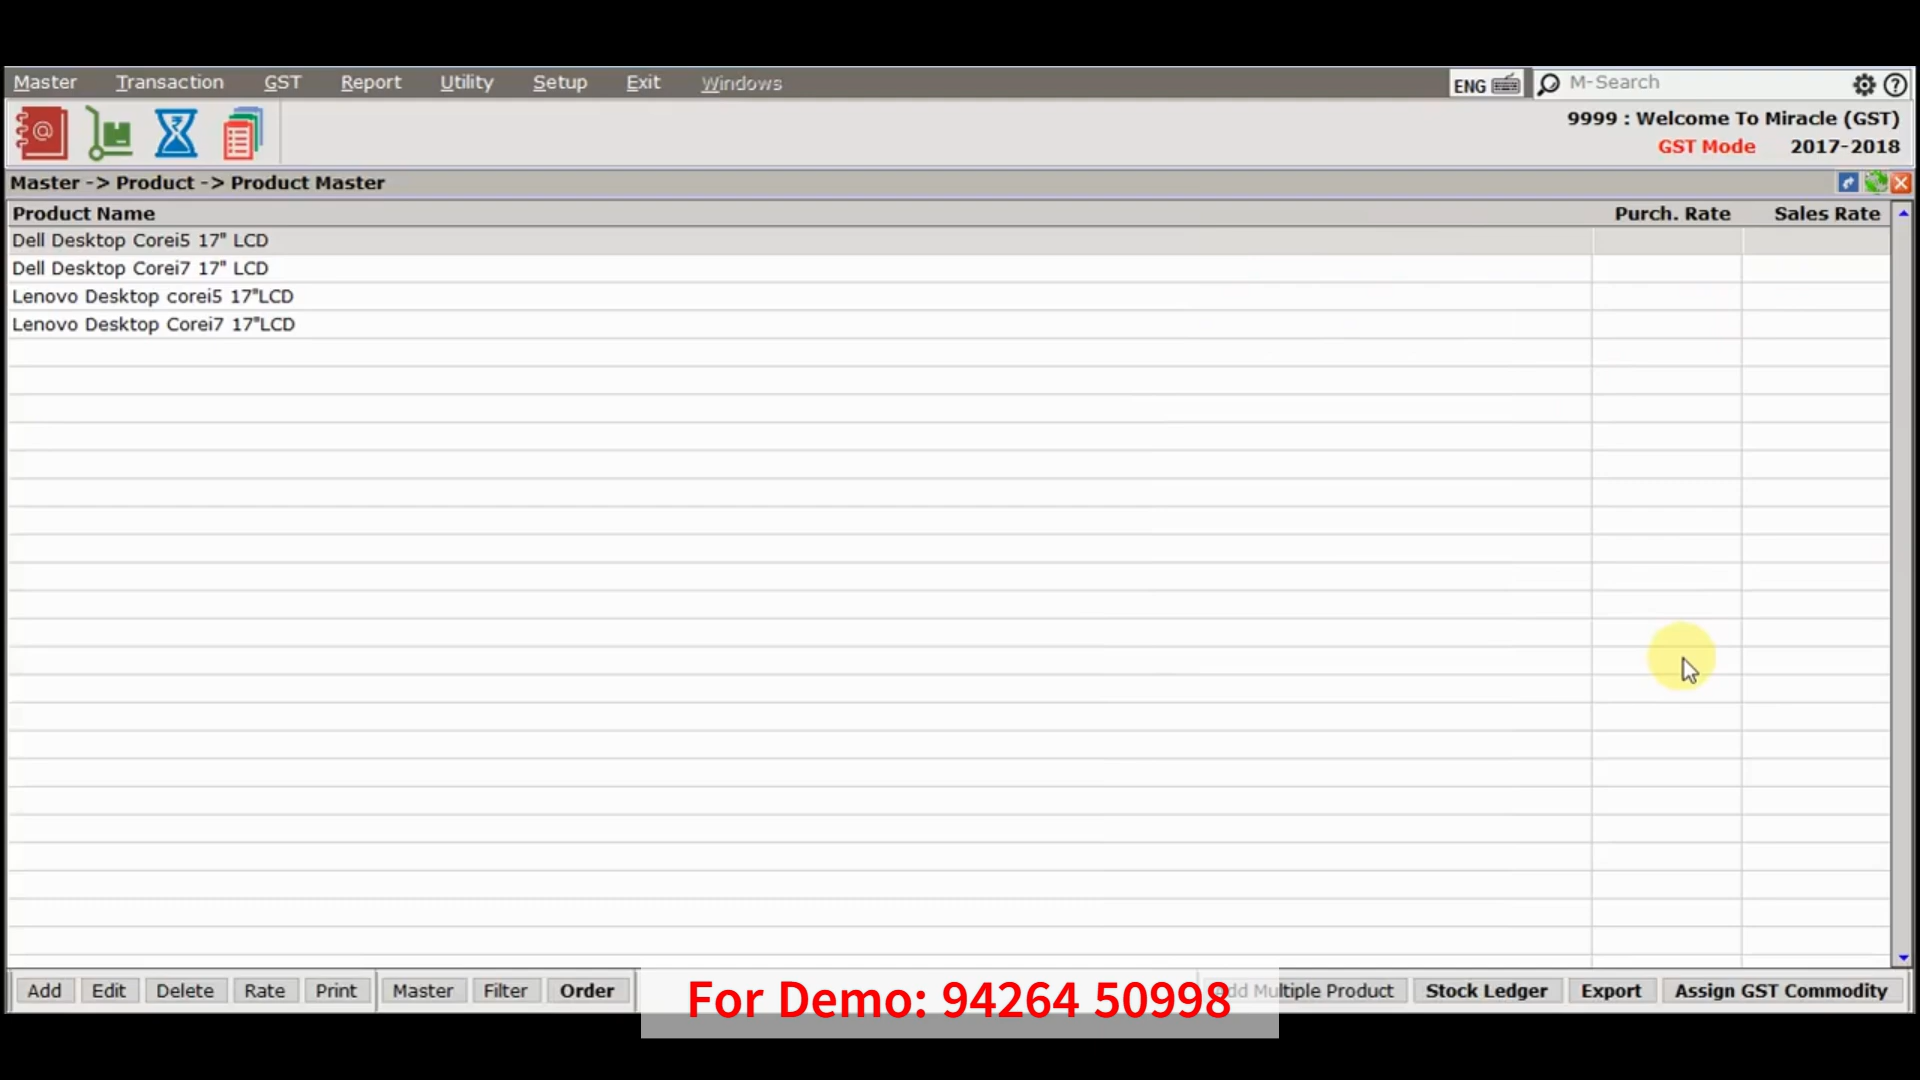 Master Transaction GST Report Utility Setup Exit Windows ENG M-Search
9999 : Welcome To Miracle (GST)
GST Mode 2017-2018
Master -> Product -> Product Master
Product Name Purch. Rate Sales Rate
Dell Desktop Corei5 17" LCD
Dell Desktop Corei7 17" LCD
Lenovo Desktop corei5 17"LCD
Lenovo Desktop Corei7 17"LCD
Add Edit Delete Rate Print Master Filter Order Multiple Product Stock Ledger Export Assign GST Commodity
For Demo: 94264 50998